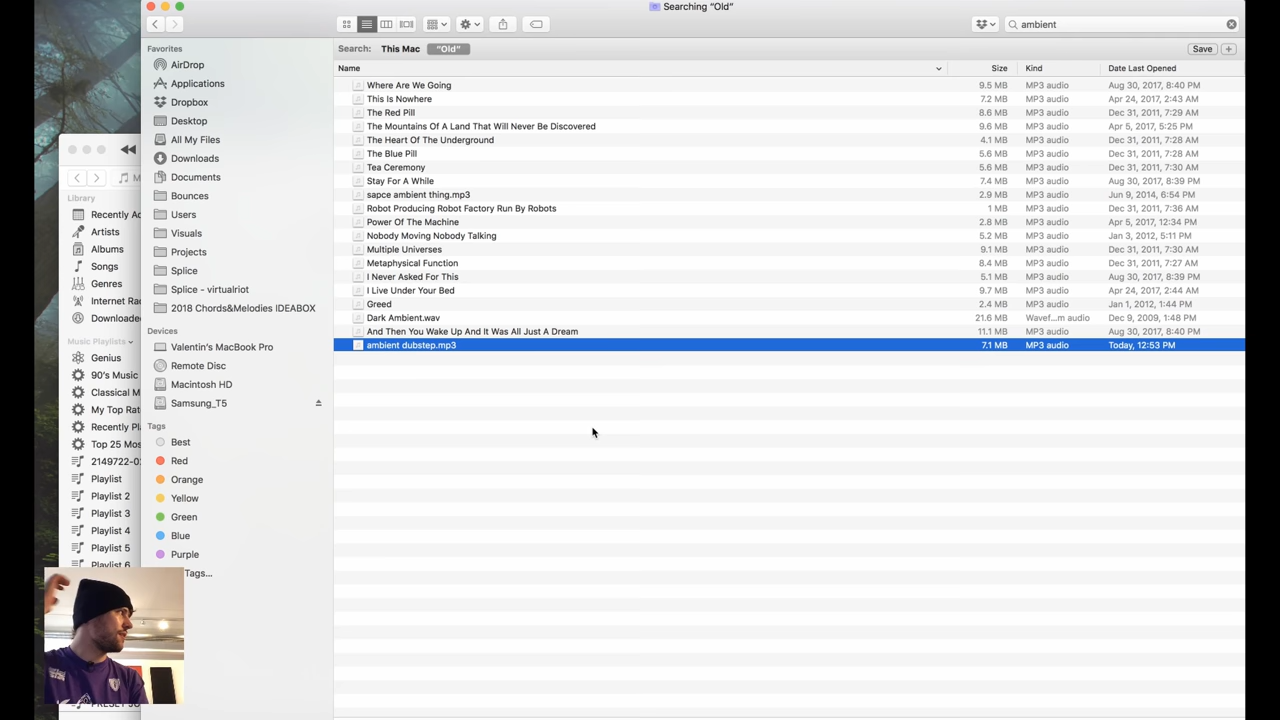 Searching “Old”
ambient
Search: This Mac “Old” Save +
Name Size Kind Date Last Opened
Where Are We Going 9.5 MB MP3 audio Aug 30, 2017, 8:40 PM
This Is Nowhere 7.2 MB MP3 audio Apr 24, 2017, 2:43 AM
The Red Pill 8.6 MB MP3 audio Dec 31, 2011, 7:29 AM
The Mountains Of A Land That Will Never Be Discovered 9.6 MB MP3 audio Apr 5, 2017, 5:25 PM
The Heart Of The Underground 4.1 MB MP3 audio Dec 31, 2011, 7:28 AM
The Blue Pill 5.6 MB MP3 audio Dec 31, 2011, 7:28 AM
Tea Ceremony 5.6 MB MP3 audio Dec 31, 2011, 7:30 AM
Stay For A While 7.4 MB MP3 audio Aug 30, 2017, 8:39 PM
sapce ambient thing.mp3 2.9 MB MP3 audio Jun 9, 2014, 6:54 PM
Robot Producing Robot Factory Run By Robots 1 MB MP3 audio Dec 31, 2011, 7:36 AM
Power Of The Machine 2.8 MB MP3 audio Apr 5, 2017, 12:34 PM
Nobody Moving Nobody Talking 5.2 MB MP3 audio Jan 3, 2012, 5:11 PM
Multiple Universes 9.1 MB MP3 audio Dec 31, 2011, 7:30 AM
Metaphysical Function 8.4 MB MP3 audio Dec 31, 2011, 7:27 AM
I Never Asked For This 5.1 MB MP3 audio Aug 30, 2017, 8:39 PM
I Live Under Your Bed 9.7 MB MP3 audio Apr 24, 2017, 2:44 AM
Greed 2.4 MB MP3 audio Jan 1, 2012, 1:44 PM
Dark Ambient.wav 21.6 MB Wavef...m audio Dec 9, 2009, 1:48 PM
And Then You Wake Up And It Was All Just A Dream 11.1 MB MP3 audio Aug 30, 2017, 8:40 PM
ambient dubstep.mp3 7.1 MB MP3 audio Today, 12:53 PM
Favorites
AirDrop
Applications
Dropbox
Desktop
All My Files
Downloads
Documents
Bounces
Users
Visuals
Projects
Splice
Splice - virtualriot
2018 Chords&Melodies IDEABOX
Devices
Valentin's MacBook Pro
Remote Disc
Macintosh HD
Samsung_T5
Tags
Best
Red
Orange
Yellow
Green
Blue
Purple
Tags...
M
Library
Recently Ad
Artists
Albums
Songs
Genres
Internet Rad
Downloade
Music Playlists
Genius
90's Music
Classical M
My Top Rat
Recently Pl
Top 25 Mos
2149722-0
Playlist
Playlist 2
Playlist 3
Playlist 4
Playlist 5
Playlist 6